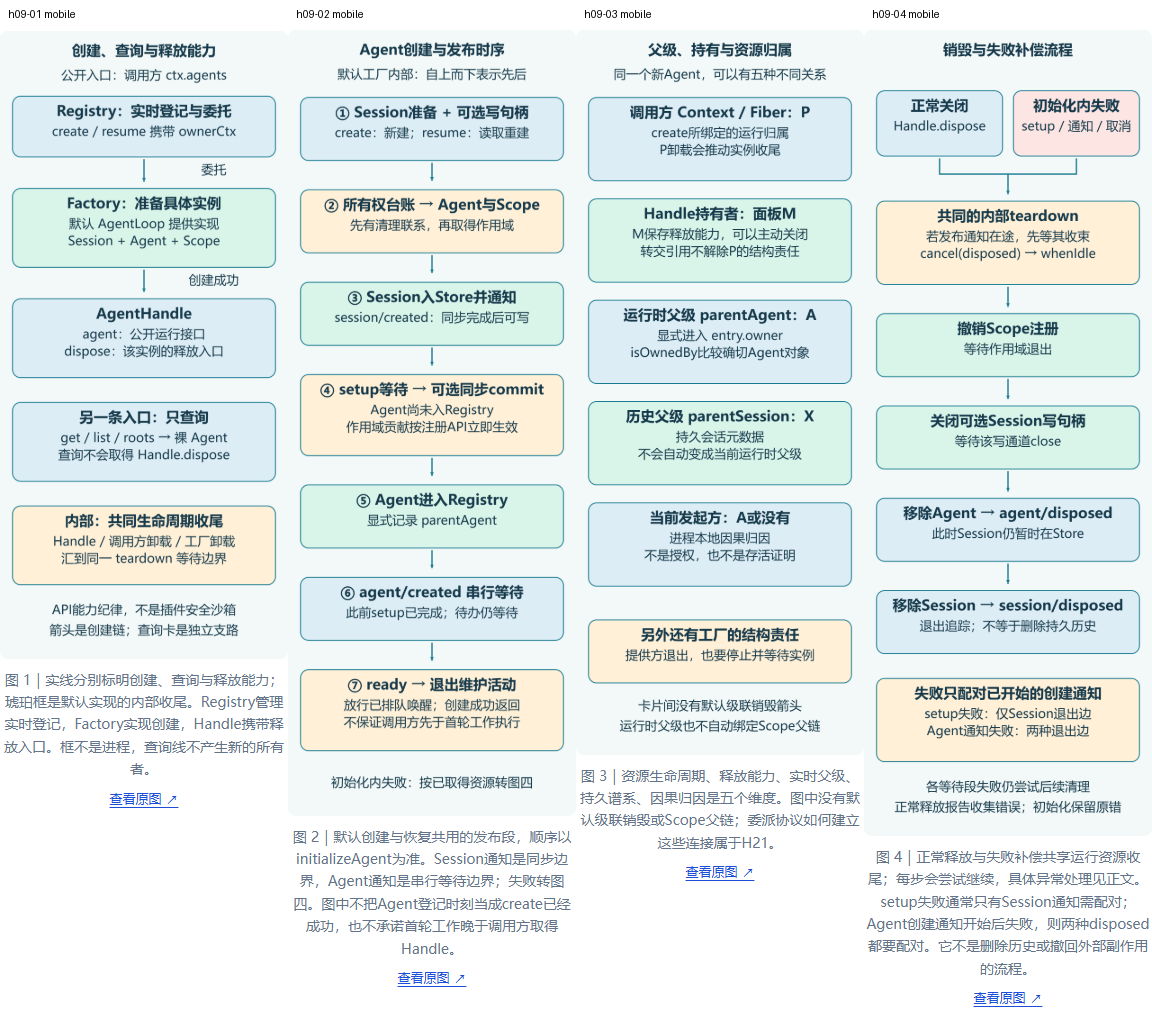 h09-01 mobile
创建、查询与释放能力
公开入口：调用方 ctx.agents
Registry：实时登记与委托
create / resume 携带 ownerCtx
委托
Factory：准备具体实例
默认 AgentLoop 提供实现
Session + Agent + Scope
创建成功
AgentHandle
agent：公开运行接口
dispose：该实例的释放入口
另一条入口：只查询
get / list / roots → 裸 Agent
查询不会取得 Handle.dispose
内部：共同生命周期收尾
Handle / 调用方卸载 / 工厂卸载
汇到同一 teardown 等待边界
API能力纪律，不是插件安全沙箱
箭头是创建链；查询卡是独立支路
图 1｜实线分别标明创建、查询与释放能力；
琥珀框是默认实现的内部收尾。Registry管理
实时登记，Factory实现创建，Handle携带释
放入口。框不是进程，查询线不产生新的所有
者。
查看原图 ↗
h09-02 mobile
Agent创建与发布时序
默认工厂内部：自上而下表示先后
① Session准备 + 可选写句柄
create：新建；resume：读取重建
② 所有权台账 → Agent与Scope
先有清理联系，再取得作用域
③ Session入Store并通知
session/created：同步完成后可写
④ setup等待 → 可选同步commit
Agent尚未入Registry
作用域贡献按注册API立即生效
⑤ Agent进入Registry
显式记录 parentAgent
⑥ agent/created 串行等待
此前setup已完成；待办仍等待
⑦ ready → 退出维护活动
放行已排队唤醒；创建成功返回
不保证调用方先于首轮工作执行
初始化内失败：按已取得资源转图四
图 2｜默认创建与恢复共用的发布段，顺序以
initializeAgent为准。Session通知是同步边
界，Agent通知是串行等待边界；失败转图
四。图中不把Agent登记时刻当成create已经
成功，也不承诺首轮工作晚于调用方取得
Handle。
查看原图 ↗
h09-03 mobile
父级、持有与资源归属
同一个新Agent，可以有五种不同关系
调用方 Context / Fiber：P
create所绑定的运行归属
P卸载会推动实例收尾
Handle持有者：面板M
M保存释放能力，可以主动关闭
转交引用不解除P的结构责任
运行时父级 parentAgent：A
显式进入 entry.owner
isOwnedBy比较确切Agent对象
历史父级 parentSession：X
持久会话元数据
不会自动变成当前运行时父级
当前发起方：A或没有
进程本地因果归因
不是授权，也不是存活证明
另外还有工厂的结构责任
提供方退出，也要停止并等待实例
卡片间没有默认级联销毁箭头
运行时父级也不自动绑定Scope父链
图 3｜资源生命周期、释放能力、实时父级、
持久谱系、因果归因是五个维度。图中没有默
认级联销毁或Scope父链；委派协议如何建立
这些连接属于H21。
查看原图 ↗
h09-04 mobile
销毁与失败补偿流程
正常关闭
Handle.dispose
初始化内失败
setup / 通知 / 取消
共同的内部teardown
若发布通知在途，先等其收束
cancel(disposed) → whenIdle
撤销Scope注册
等待作用域退出
关闭可选Session写句柄
等待该写通道close
移除Agent → agent/disposed
此时Session仍暂时在Store
移除Session → session/disposed
退出追踪；不等于删除持久历史
失败只配对已开始的创建通知
setup失败：仅Session退出边
Agent通知失败：两种退出边
各等待段失败仍尝试后续清理
正常释放报告收集错误；初始化保留原错
图 4｜正常释放与失败补偿共享运行资源收
尾；每步会尝试继续，具体异常处理见正文。
setup失败通常只有Session通知需配对；
Agent创建通知开始后失败，则两种disposed
都要配对。它不是删除历史或撤回外部副作用
的流程。
查看原图 ↗